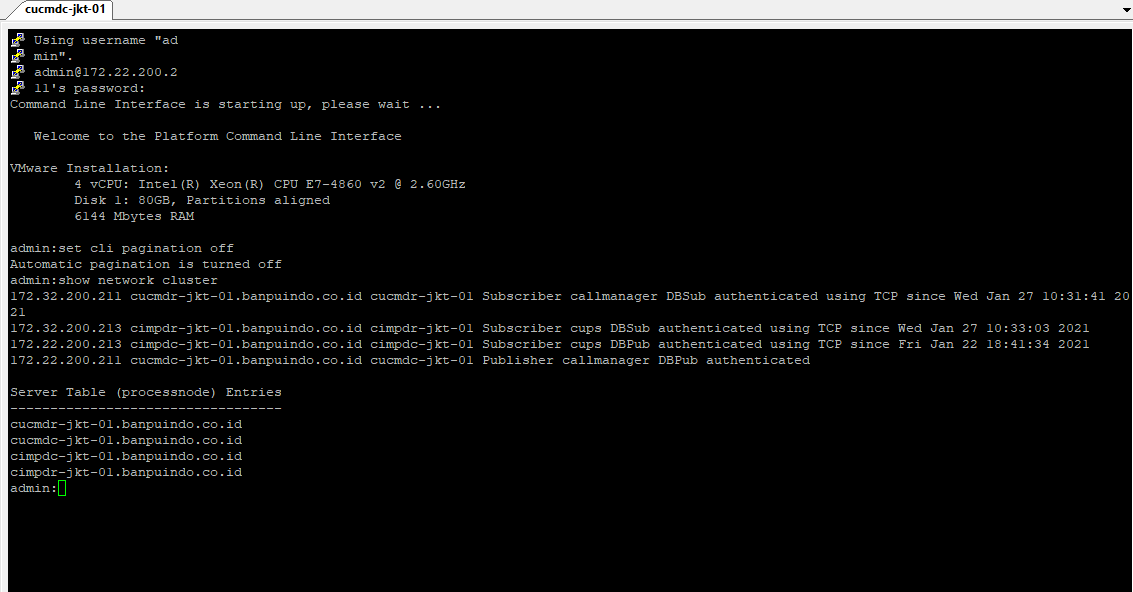 cucmdc-jkt-01
Using username "ad
min".
admin@172.22.200.2
11's password:
Command Line Interface is starting up, please wait ...
Welcome to the Platform Command Line Interface
VMware Installation:
4 vCPU: Intel(R) Xeon(R) CPU E7-4860 v2 @ 2.60GHz
Disk 1: 80GB, Partitions aligned
6144 Mbytes RAM
admin:set cli pagination off
Automatic pagination is turned off
admin:show network cluster
172.32.200.211 cucmdr-jkt-01.banpuindo.co.id cucmdr-jkt-01 Subscriber callmanager DBSub authenticated using TCP since Wed Jan 27 10:31:41 20
21
172.32.200.213 cimpdr-jkt-01.banpuindo.co.id cimpdr-jkt-01 Subscriber cups DBSub authenticated using TCP since Wed Jan 27 10:33:03 2021
172.22.200.213 cimpdc-jkt-01.banpuindo.co.id cimpdc-jkt-01 Subscriber cups DBPub authenticated using TCP since Fri Jan 22 18:41:34 2021
172.22.200.211 cucmdc-jkt-01.banpuindo.co.id cucmdc-jkt-01 Publisher callmanager DBPub authenticated
Server Table (processnode) Entries
----------------------------------
cucmdr-jkt-01.banpuindo.co.id
cucmdc-jkt-01.banpuindo.co.id
cimpdc-jkt-01.banpuindo.co.id
cimpdr-jkt-01.banpuindo.co.id
admin: